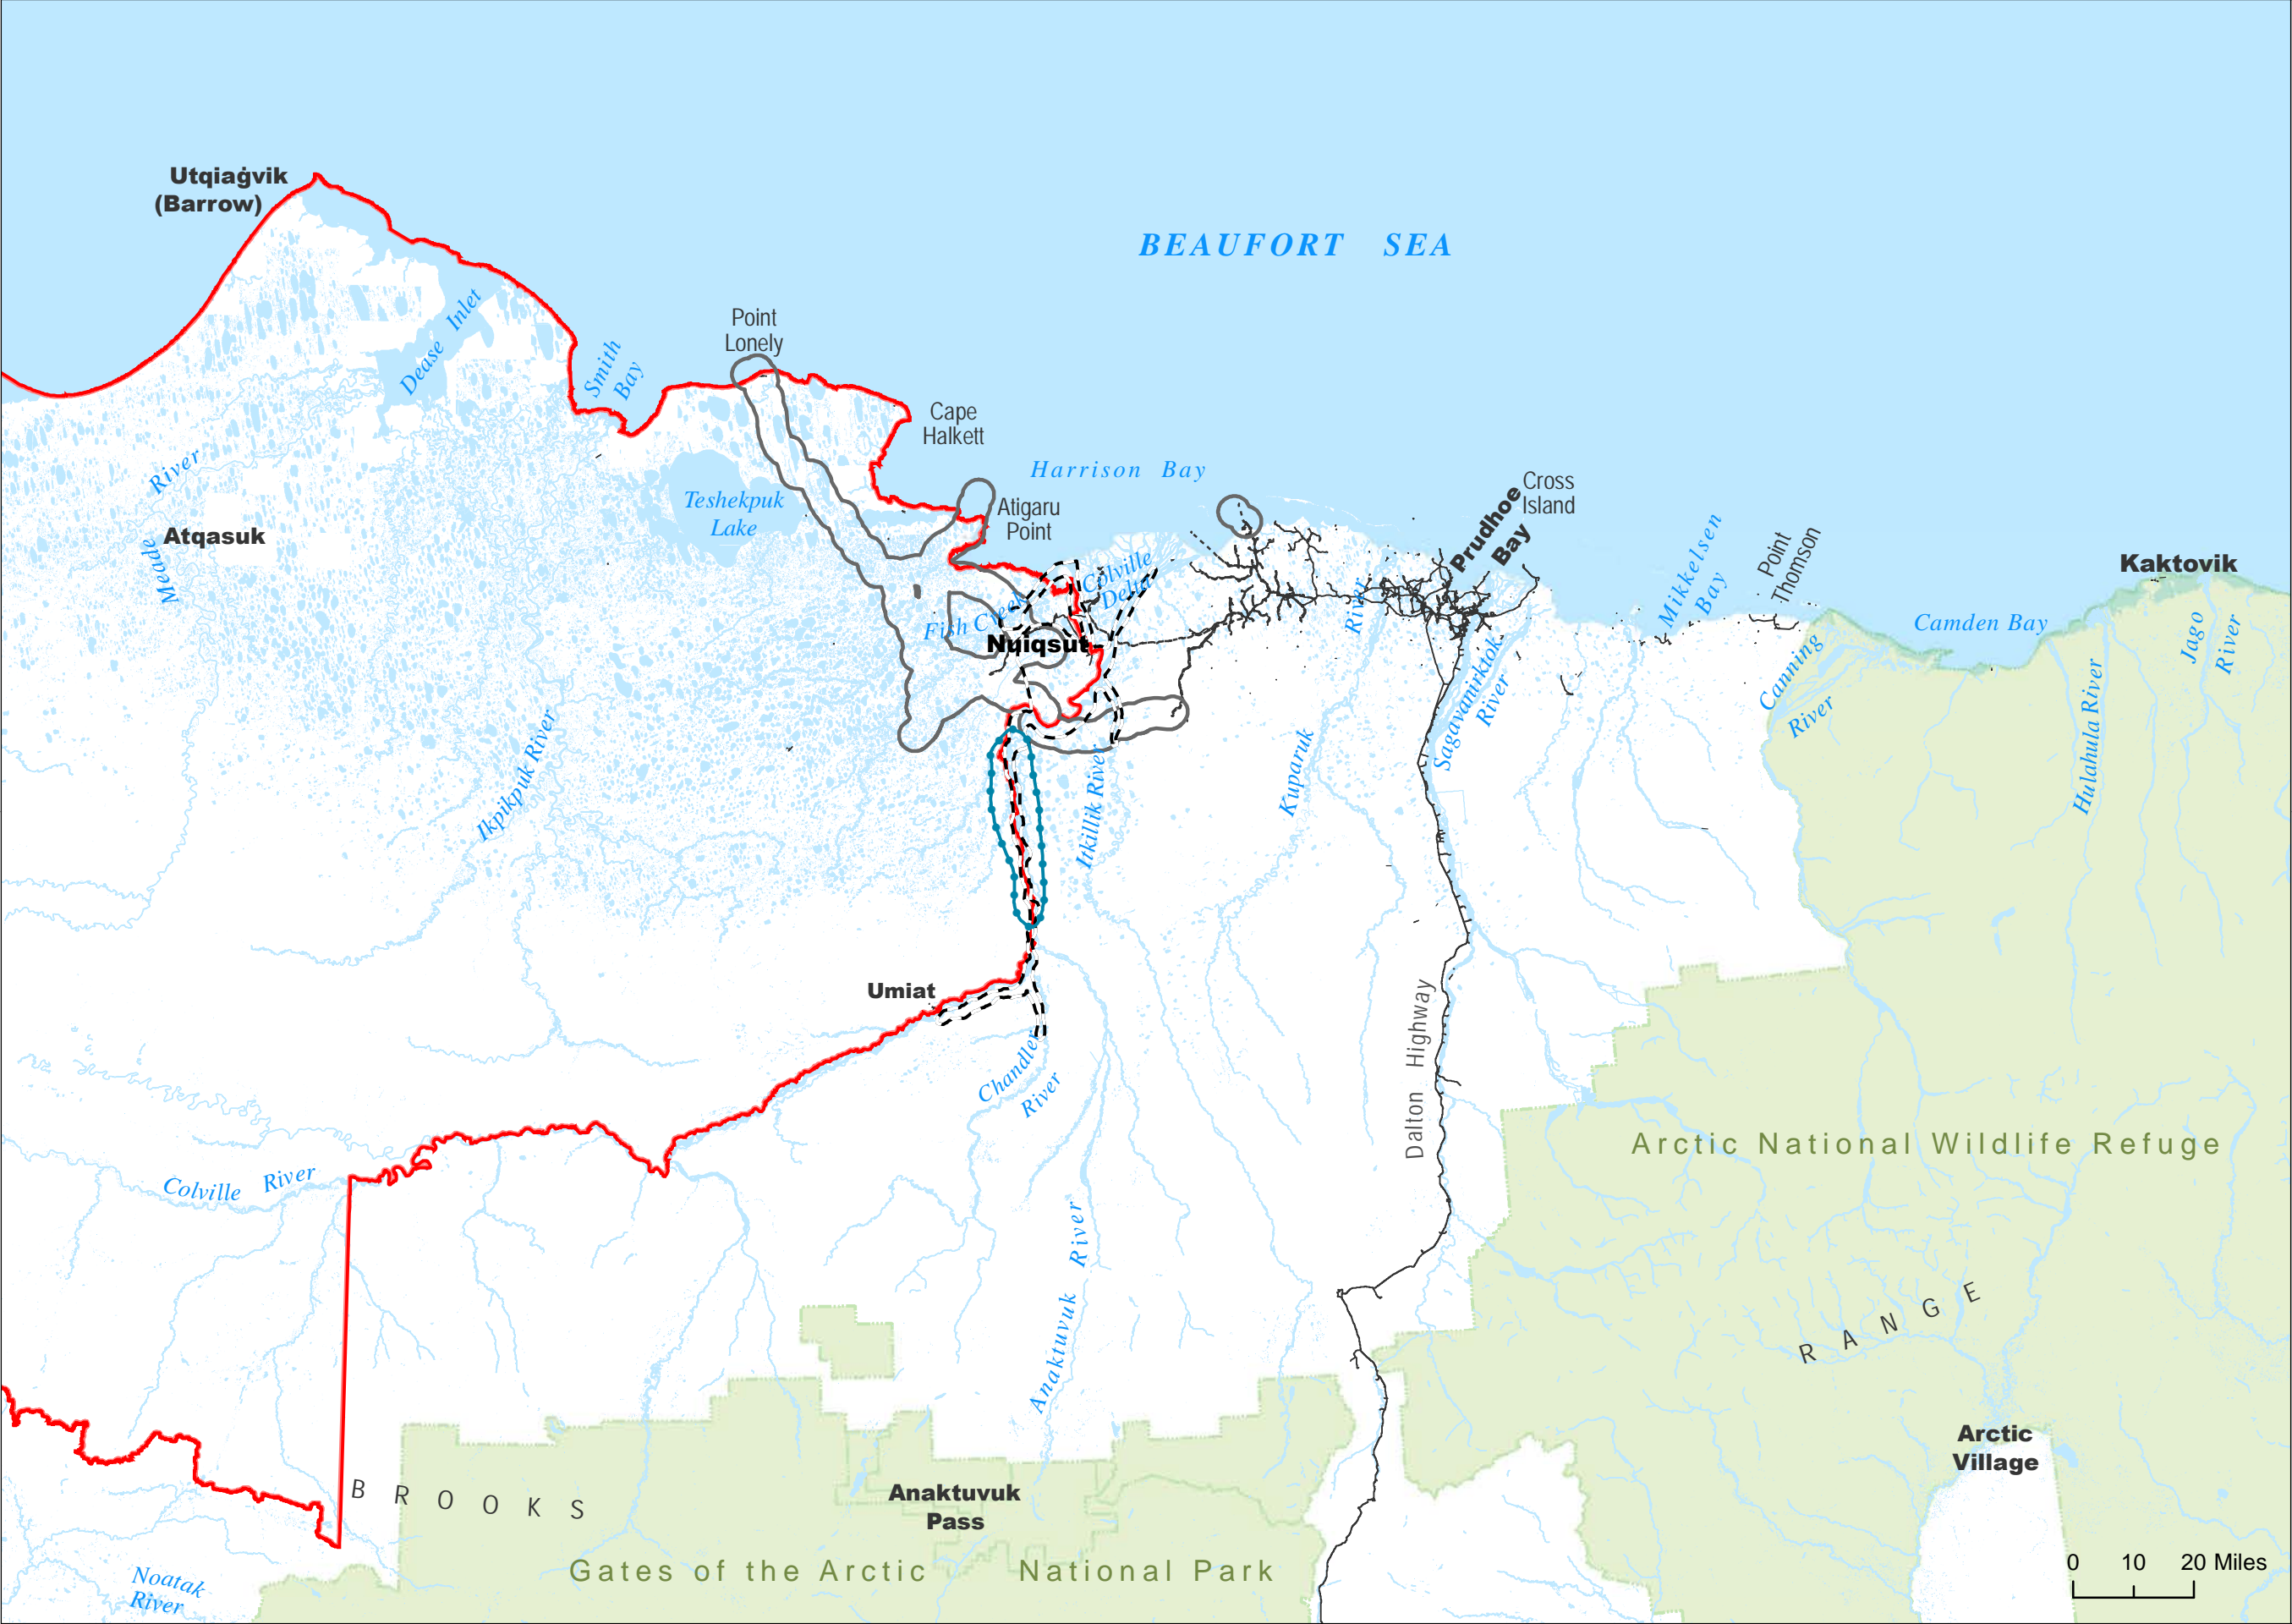 Utqiaġvik
(Barrow)
BEAUFORT SEA
Dease Inlet
Smith
Bay
Point
Lonely
Cape
Halkett
Harrison Bay
Teshekpuk
Lake
Atigaru
Point
Cross
Island
Prudhoe
Bay
Meade River
Atqasuk
Mikkelsen
Bay
Point
Thomson
Kaktovik
Camden Bay
Colville
Delta
Fish Creek
Nuiqsut
Kuparuk River
Sagavanirktok
River
Canning
River
Hulahula River
Jago
River
Ikpikpuk River
Itkillik River
Umiat
Chandler
River
Dalton Highway
Arctic National Wildlife Refuge
Colville River
Anaktuvuk River
BROOKS RANGE
Arctic
Village
Anaktuvuk
Pass
Gates of the Arctic National Park
Noatak
River
0 10 20 Miles